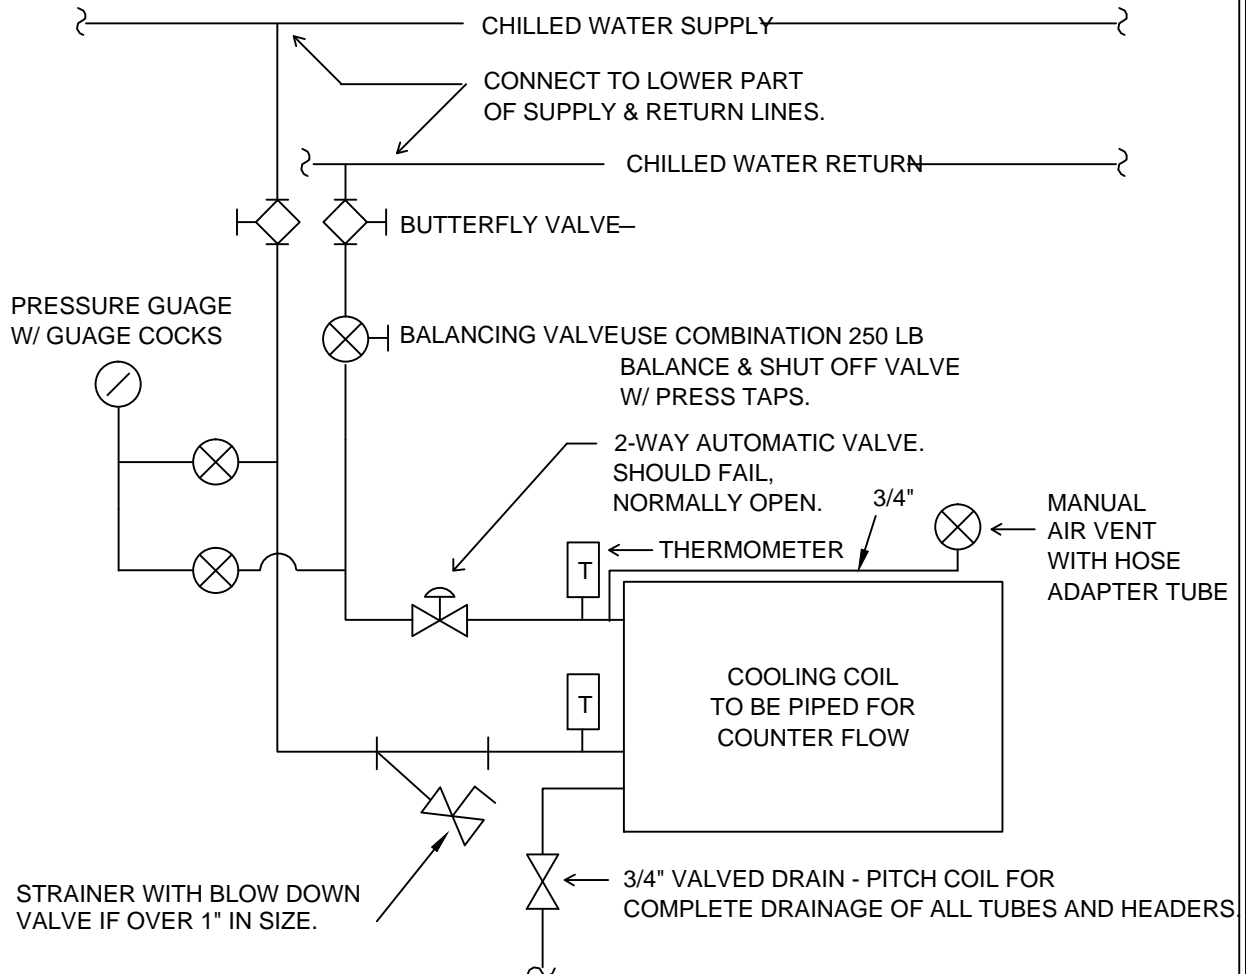 CHILLED WATER SUPPLY
CONNECT TO LOWER PART
OF SUPPLY & RETURN LINES.
CHILLED WATER RETURN
BUTTERFLY VALVE
PRESSURE GUAGE
W/ GUAGE COCKS
BALANCING VALVE
USE COMBINATION 250 LB
BALANCE & SHUT OFF VALVE
W/ PRESS TAPS.
2-WAY AUTOMATIC VALVE.
SHOULD FAIL,
NORMALLY OPEN.
3/4"
MANUAL
AIR VENT
WITH HOSE
ADAPTER TUBE
THERMOMETER
T
T
COOLING COIL
TO BE PIPED FOR
COUNTER FLOW
STRAINER WITH BLOW DOWN
VALVE IF OVER 1" IN SIZE.
3/4" VALVED DRAIN - PITCH COIL FOR
COMPLETE DRAINAGE OF ALL TUBES AND HEADERS.